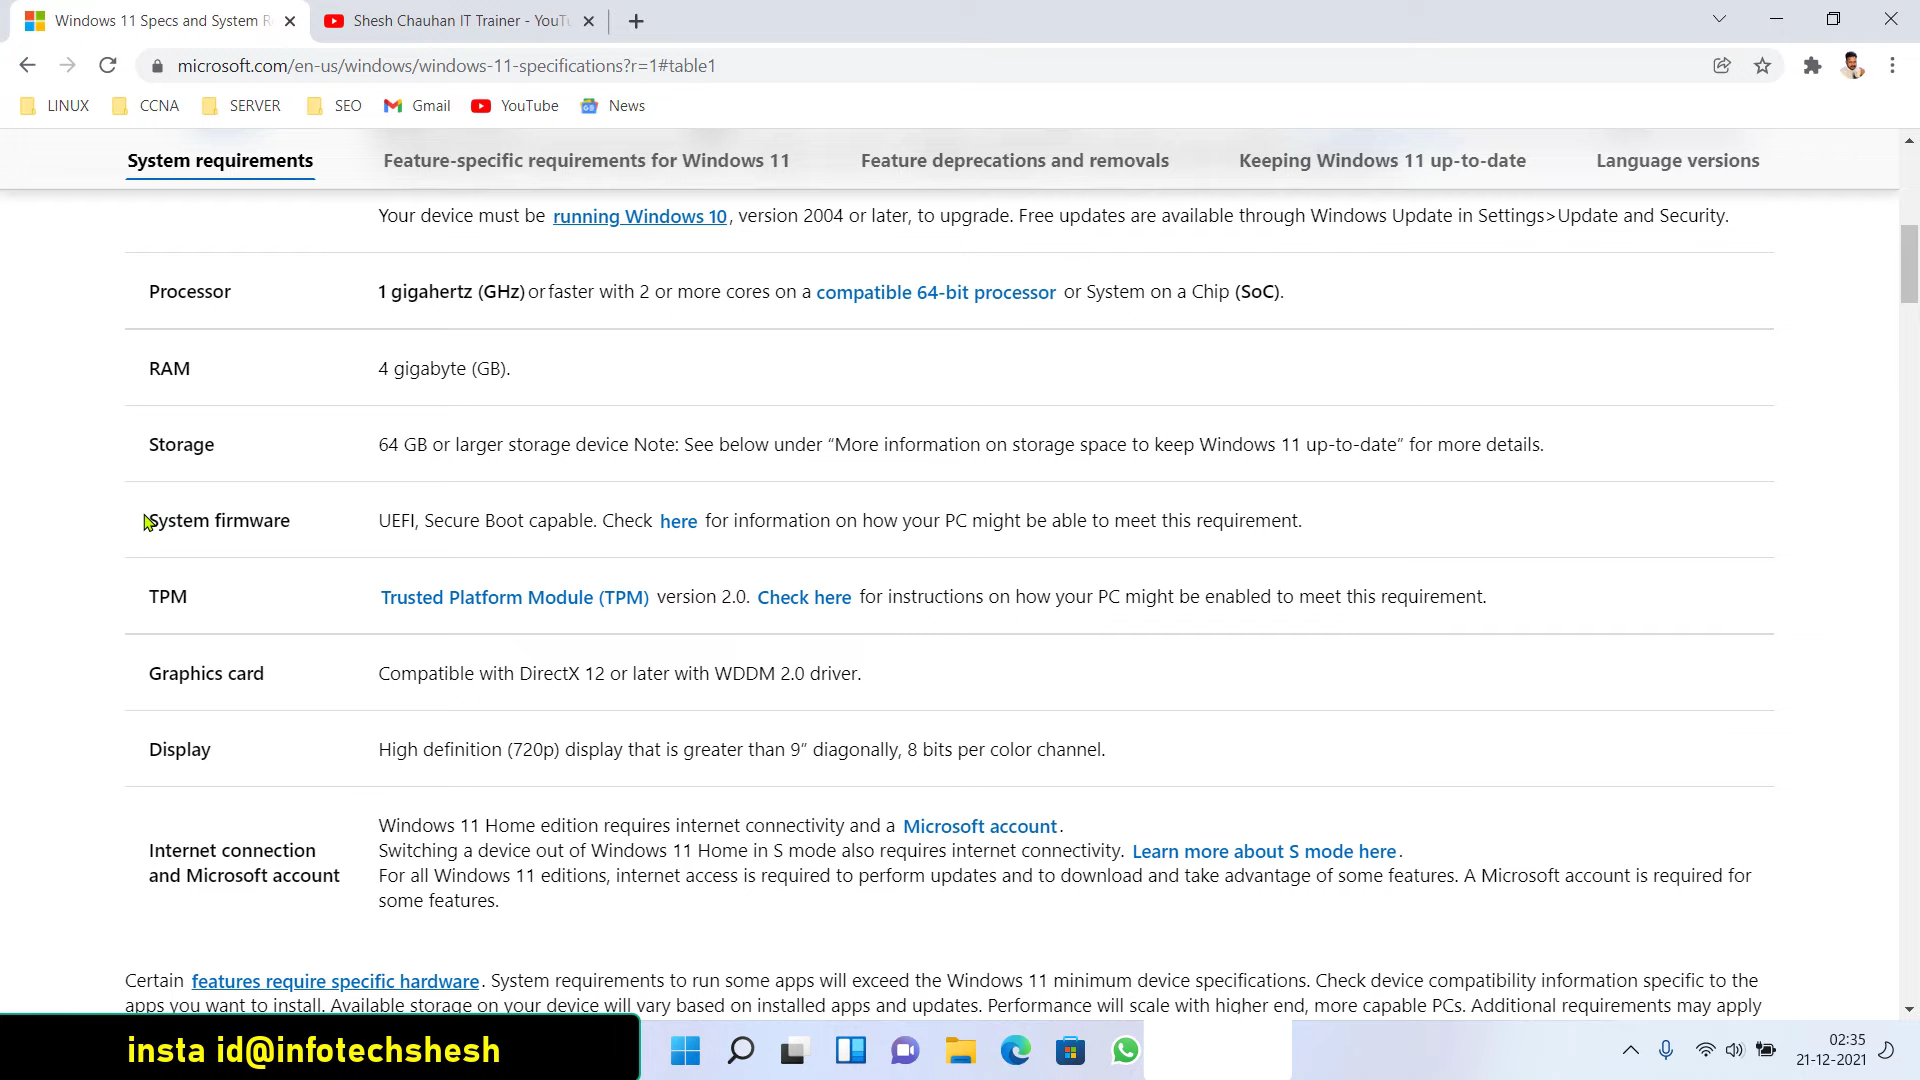 Windows 11 Specs and System R
Shesh Chauhan IT Trainer - YouTu
microsoft.com/en-us/windows/windows-11-specifications?r=1#table1
LINUX CCNA SERVER SEO Gmail YouTube News
System requirements Feature-specific requirements for Windows 11 Feature deprecations and removals Keeping Windows 11 up-to-date Language versions
Your device must be running Windows 10, version 2004 or later, to upgrade. Free updates are available through Windows Update in Settings>Update and Security.
Processor 1 gigahertz (GHz) or faster with 2 or more cores on a compatible 64-bit processor or System on a Chip (SoC).
RAM 4 gigabyte (GB).
Storage 64 GB or larger storage device Note: See below under “More information on storage space to keep Windows 11 up-to-date” for more details.
System firmware UEFI, Secure Boot capable. Check here for information on how your PC might be able to meet this requirement.
TPM Trusted Platform Module (TPM) version 2.0. Check here for instructions on how your PC might be enabled to meet this requirement.
Graphics card Compatible with DirectX 12 or later with WDDM 2.0 driver.
Display High definition (720p) display that is greater than 9” diagonally, 8 bits per color channel.
Internet connection
and Microsoft account
Windows 11 Home edition requires internet connectivity and a Microsoft account.
Switching a device out of Windows 11 Home in S mode also requires internet connectivity. Learn more about S mode here.
For all Windows 11 editions, internet access is required to perform updates and to download and take advantage of some features. A Microsoft account is required for
some features.
Certain features require specific hardware. System requirements to run some apps will exceed the Windows 11 minimum device specifications. Check device compatibility information specific to the
apps you want to install. Available storage on your device will vary based on installed apps and updates. Performance will scale with higher end, more capable PCs. Additional requirements may apply
insta id@infotechshesh
02:35
21-12-2021